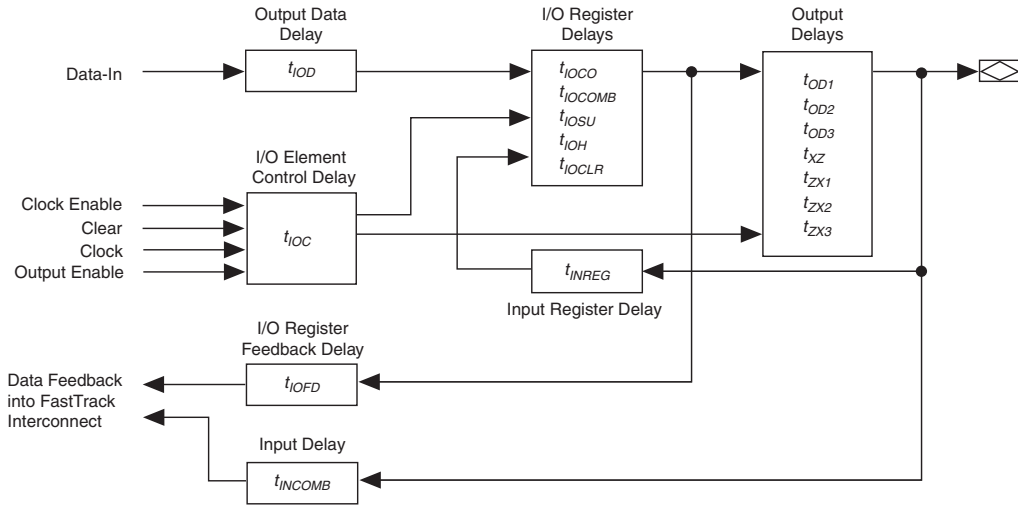 Output Data
Delay
I/O Register
Delays
Output
Delays
Data-In
tIOD
tIOCO
tIOCOMB
tIOSU
tIOH
tIOCLR
tOD1
tOD2
tOD3
tXZ
tZX1
tZX2
tZX3
I/O Element
Control Delay
Clock Enable
Clear
Clock
Output Enable
tIOC
tINREG
Input Register Delay
I/O Register
Feedback Delay
tIOFD
Data Feedback
into FastTrack
Interconnect
Input Delay
tINCOMB